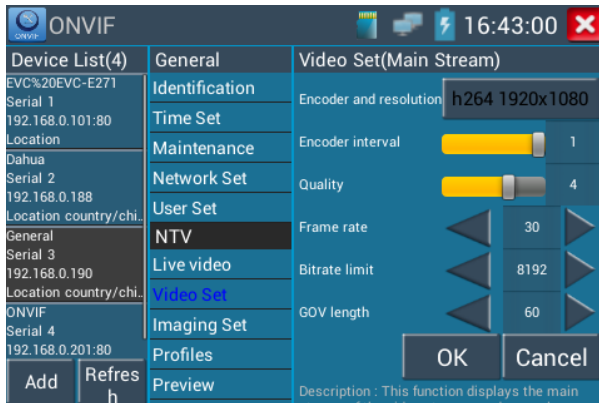 ONVIF
ONVIF
16:43:00
Device List(4)
EVC%20EVC-E271
Serial 1
192.168.0.101:80
Location
Dahua
Serial 2
192.168.0.188
Location country/chi..
General
Serial 3
192.168.0.190
Location country/chi..
ONVIF
Serial 4
192.168.0.201:80
Add
Refres
h
General
Identification
Time Set
Maintenance
Network Set
User Set
NTV
Live video
Video Set
Imaging Set
Profiles
Preview
Video Set(Main Stream)
Encoder and resolution h264 1920x1080
Encoder interval 1
Quality 4
Frame rate 30
Bitrate limit 8192
GOV length 60
OK Cancel
Description : This function displays the main